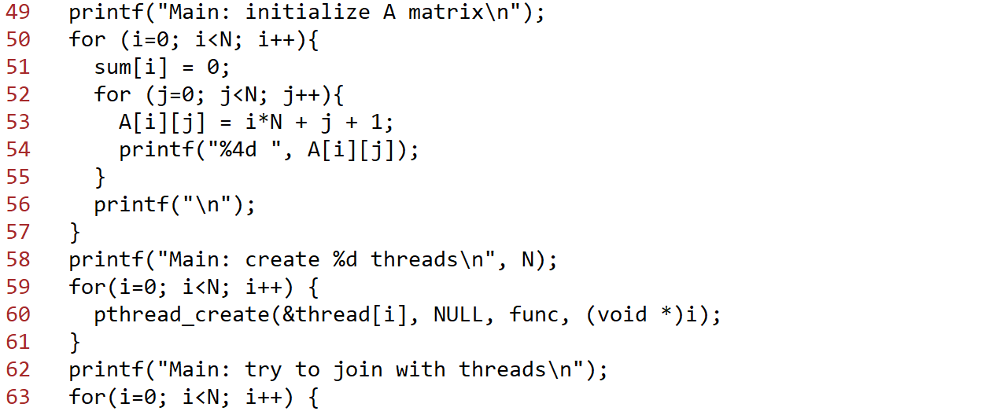 49   printf("Main: initialize A matrix\n");
50   for (i=0; i<N; i++){
51     sum[i] = 0;
52     for (j=0; j<N; j++){
53       A[i][j] = i*N + j + 1;
54       printf("%4d ", A[i][j]);
55     }
56     printf("\n");
57   }
58   printf("Main: create %d threads\n", N);
59   for(i=0; i<N; i++) {
60     pthread_create(&thread[i], NULL, func, (void *)i);
61   }
62   printf("Main: try to join with threads\n");
63   for(i=0; i<N; i++) {